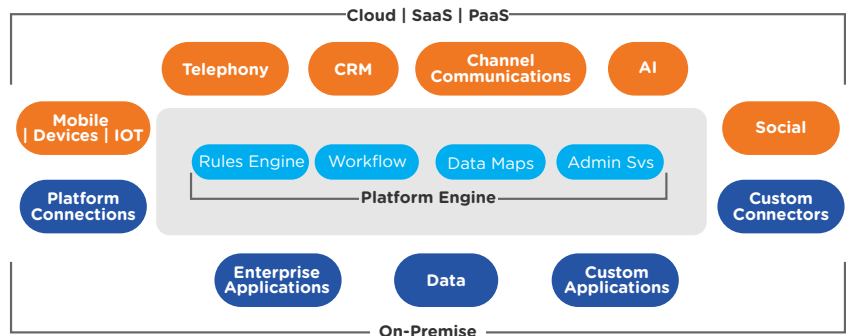 Cloud | SaaS | PaaS
Telephony
CRM
Channel
Communications
AI
Mobile
| Devices | IOT
Social
Rules Engine
Workflow
Data Maps
Admin Svs
Platform Engine
Platform
Connections
Custom
Connectors
Enterprise
Applications
Data
Custom
Applications
On-Premise